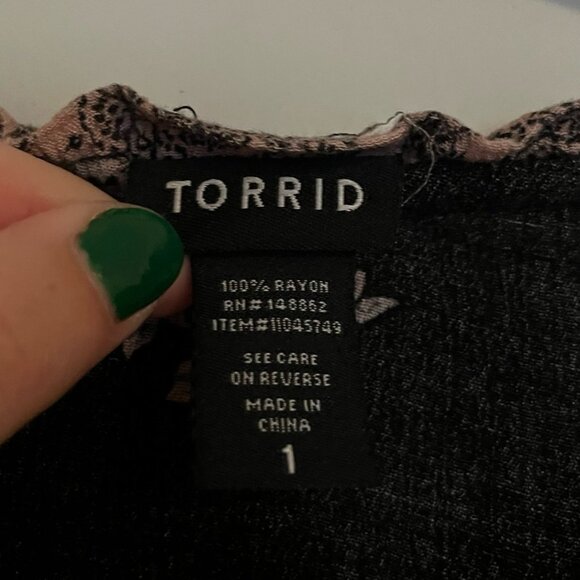 TORRID
100% RAYON
RN# 148862
ITEM#11045749
SEE CARE
ON REVERSE
MADE IN
CHINA
1